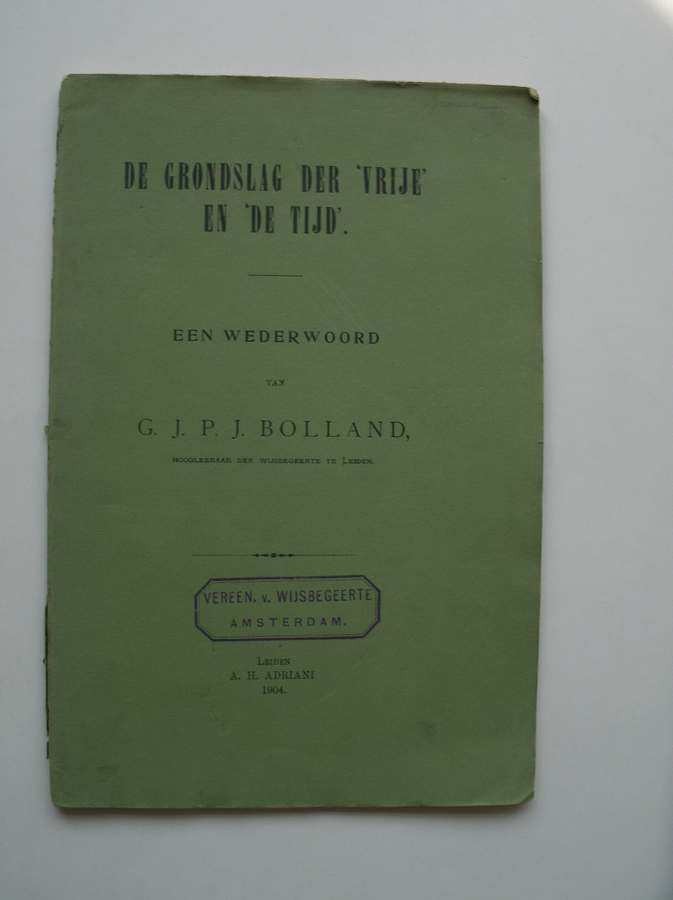 DE GRONDSLAG DER 'VRIJE'
EN 'DE TIJD'.
EEN WEDERWOORD
VAN
G. J. P. J. BOLLAND,
HOOGLEERAAR DER WIJSBEGEERTE TE LEIDEN.
VEREEN. v. WIJSBEGEERTE
AMSTERDAM.
LEIDEN
A. H. ADRIANI
1904.